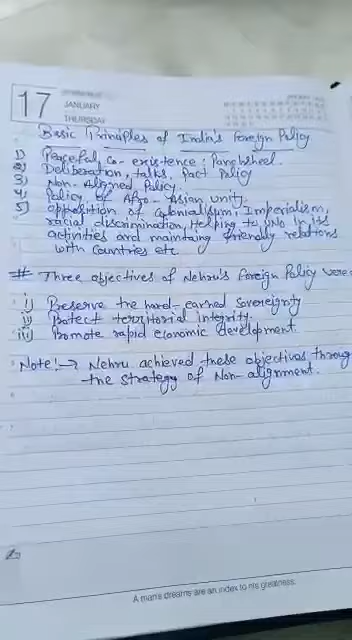 17
JANUARY
THURSDAY
Basic Principles of India's Foreign Policy
1) Peaceful co-existence: Panchsheel.
2) Deliberation, talks, Pact Policy
3) Non-Aligned Policy.
4) Policy of Afro-Asian unity.
5) opposition of Colonialism, Imperialism,
racial discrimination, Helping to UNO in its
activities and maintaing friendly relations
with Countries etc
# Three objectives of Nehru's foreign Policy were
i) Preserve the hard-earned sovereignty
ii) Protect territorial integrity.
iii) Promote rapid economic development.
Note:→ Nehru achieved these objectives through
the strategy of Non-alignment.
A man's dreams are an index to his greatness.